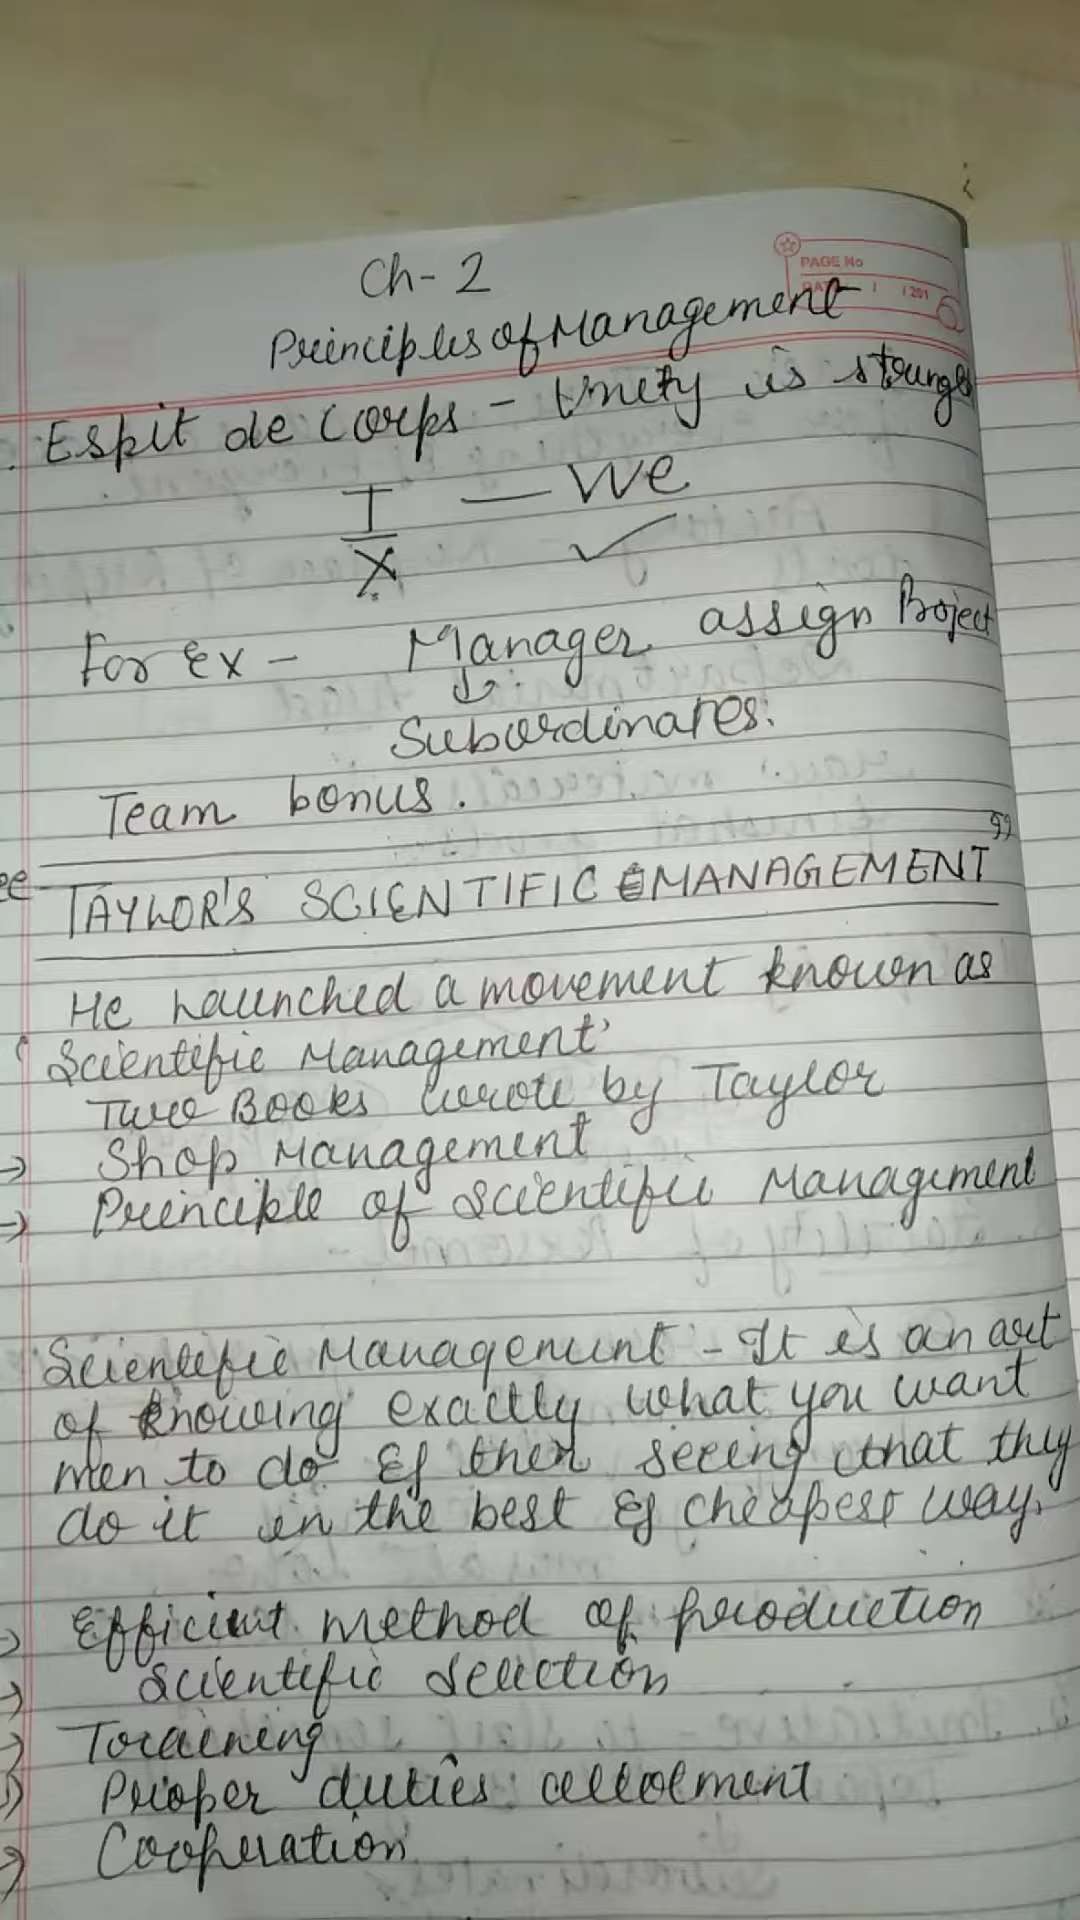 Ch-2
PAGE No
DATE / /201
Principles of Management
Espit de Corps - Unity is
I — We
X ✓
For Ex - Manager assign Project
↓
Subordinates.
Team bonus.
TAYLOR'S SCIENTIFIC MANAGEMENT
He launched a movement known as
'Scientific Management'
Two Books wrote by Taylor
→ Shop Management
→ Principle of Scientific Management
Scientific Management - It is an art
of knowing exactly what you want
men to do & then seeing that they
do it in the best & cheapest way.
→ Efficient method of production
→ Scientific Selection
→ Training
→ Proper duties allotment
→ Cooperation